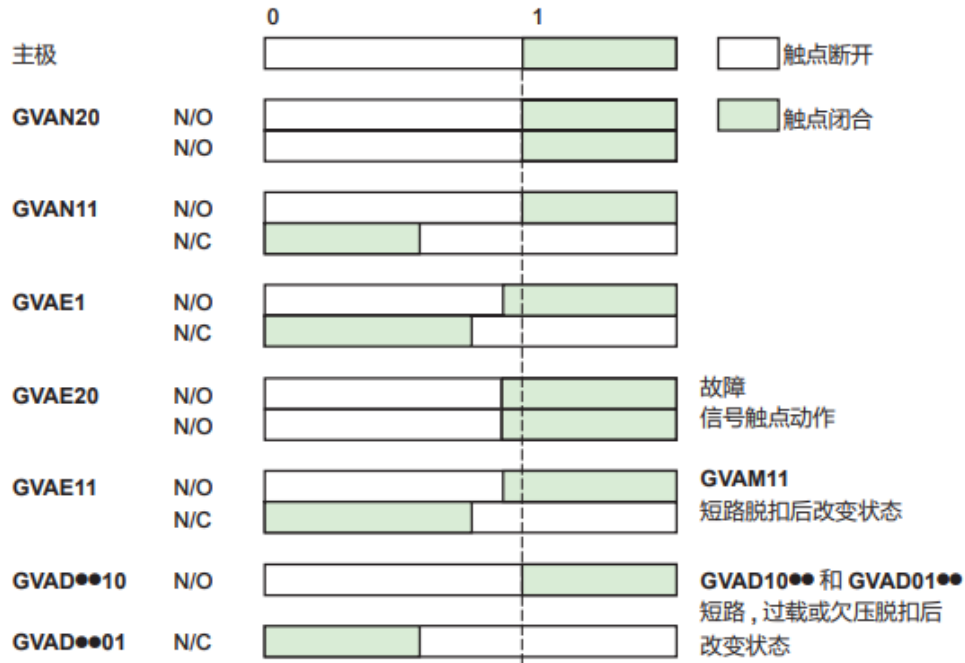 0 1
主极
触点断开
GVAN20 N/O
触点闭合
N/O
GVAN11 N/O
N/C
GVAE1 N/O
N/C
GVAE20 N/O
N/O
故障
信号触点动作
GVAE11 N/O
N/C
GVAM11
短路脱扣后改变状态
GVAD●●10 N/O
GVAD●●01 N/C
GVAD10●● 和 GVAD01●●
短路 , 过载或欠压脱扣后
改变状态